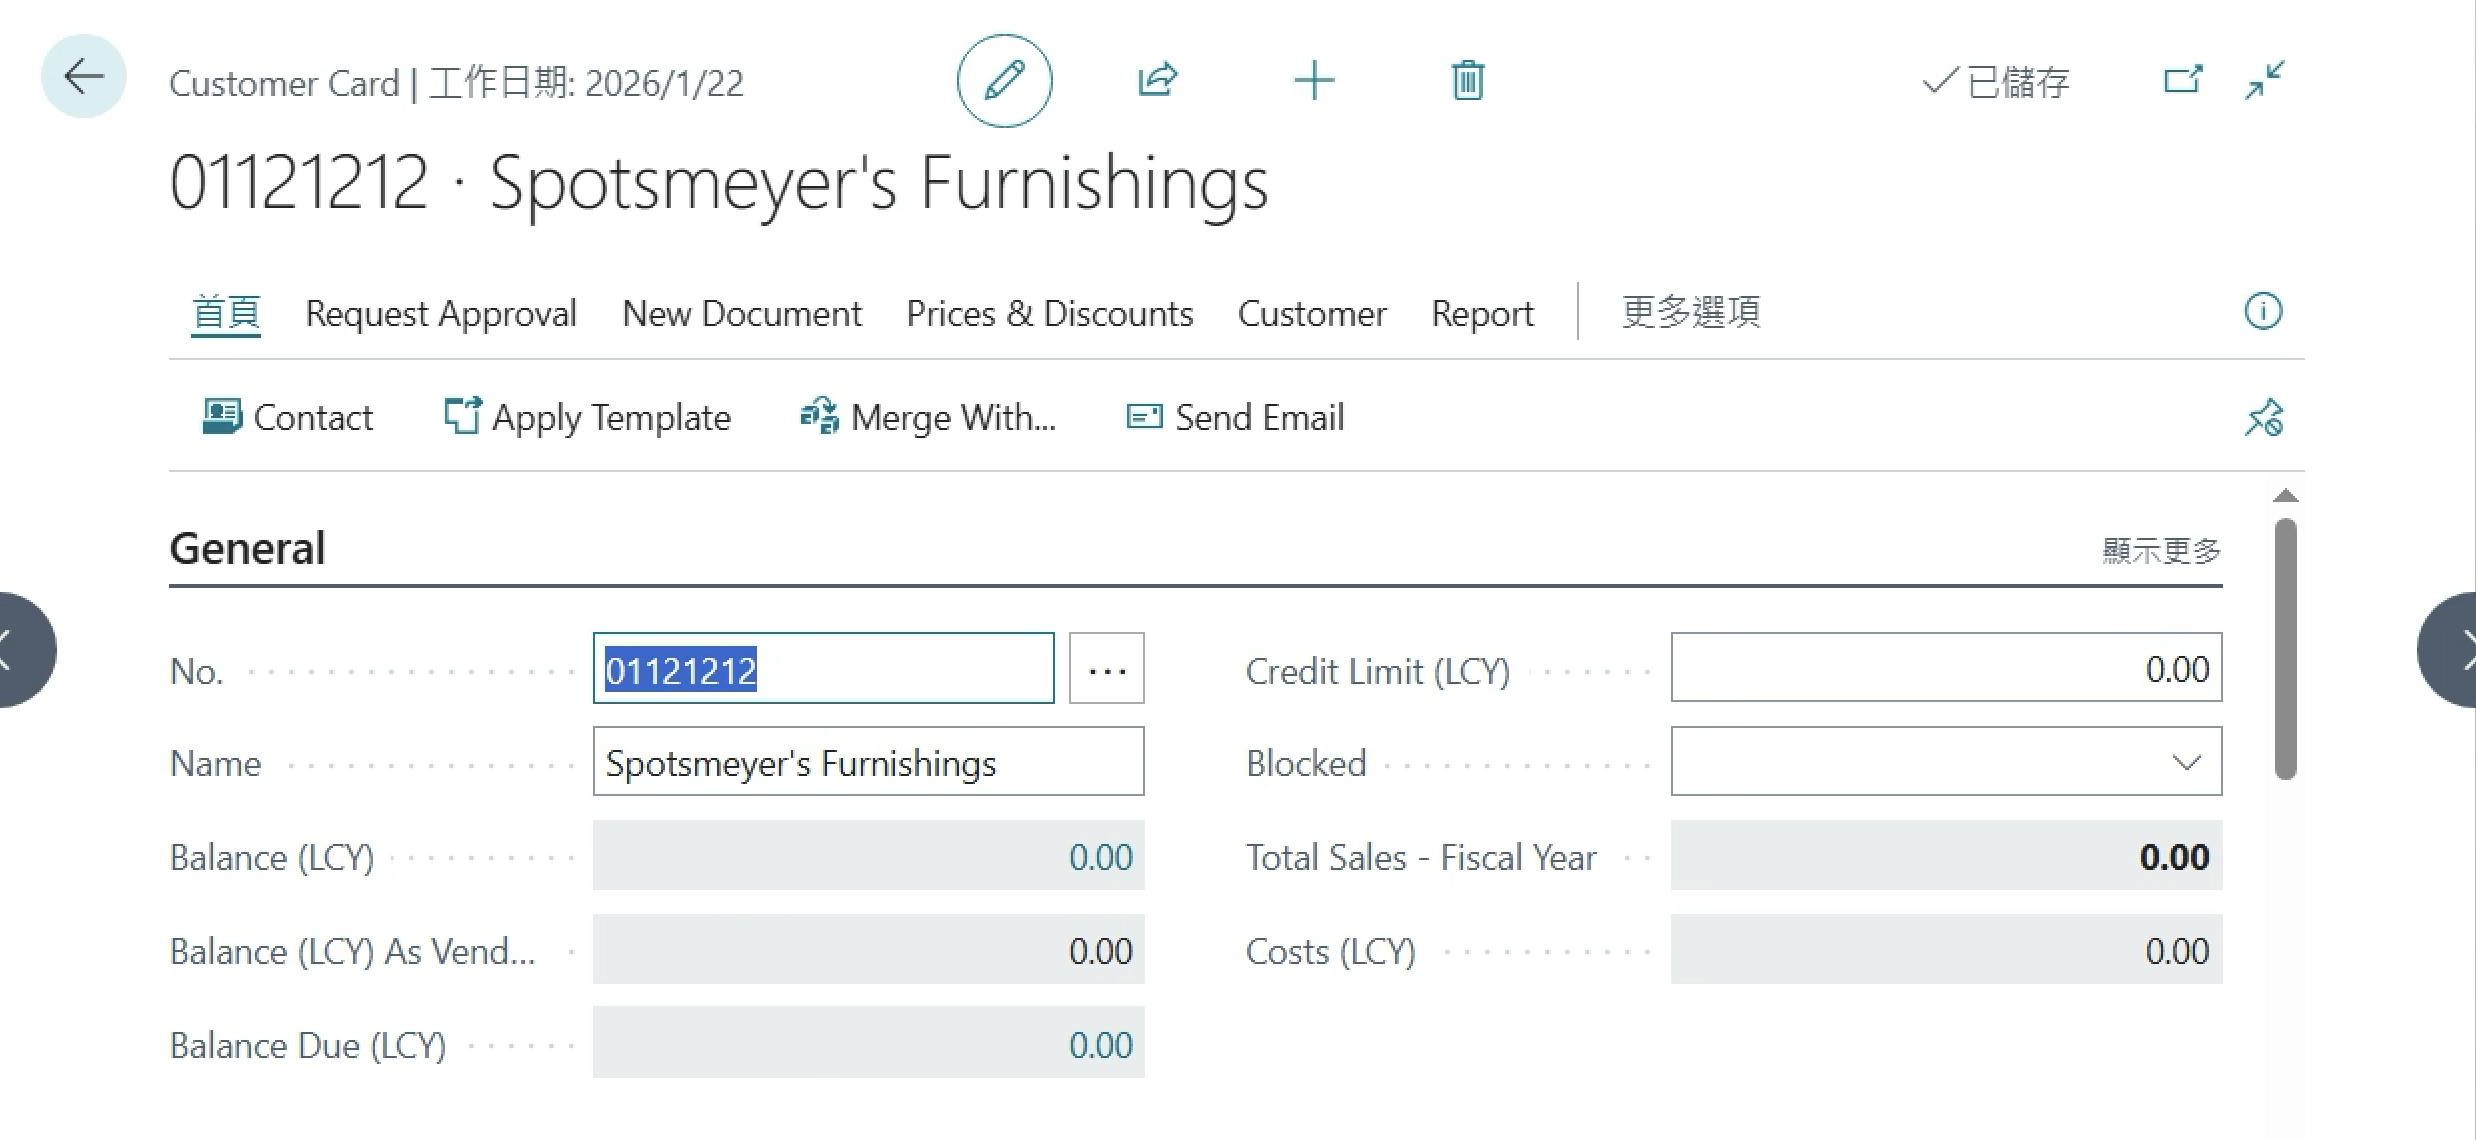 Customer Card | 工作日期: 2026/1/22
已儲存
01121212 · Spotsmeyer's Furnishings
首頁 Request Approval New Document Prices & Discounts Customer Report 更多選項
Contact Apply Template Merge With... Send Email
General
顯示更多
No. 01121212 ...
Credit Limit (LCY) 0.00
Name Spotsmeyer's Furnishings
Blocked
Balance (LCY) 0.00
Total Sales - Fiscal Year 0.00
Balance (LCY) As Vend... 0.00
Costs (LCY) 0.00
Balance Due (LCY) 0.00